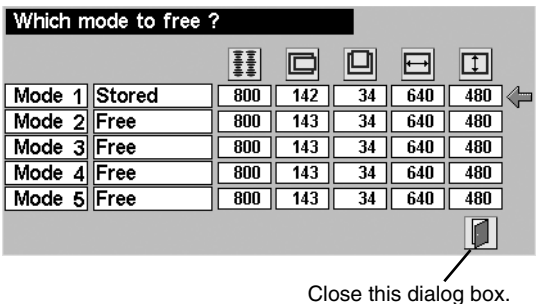 Which mode to free ?
Mode 1 Stored 800 142 34 640 480
Mode 2 Free 800 143 34 640 480
Mode 3 Free 800 143 34 640 480
Mode 4 Free 800 143 34 640 480
Mode 5 Free 800 143 34 640 480
Close this dialog box.